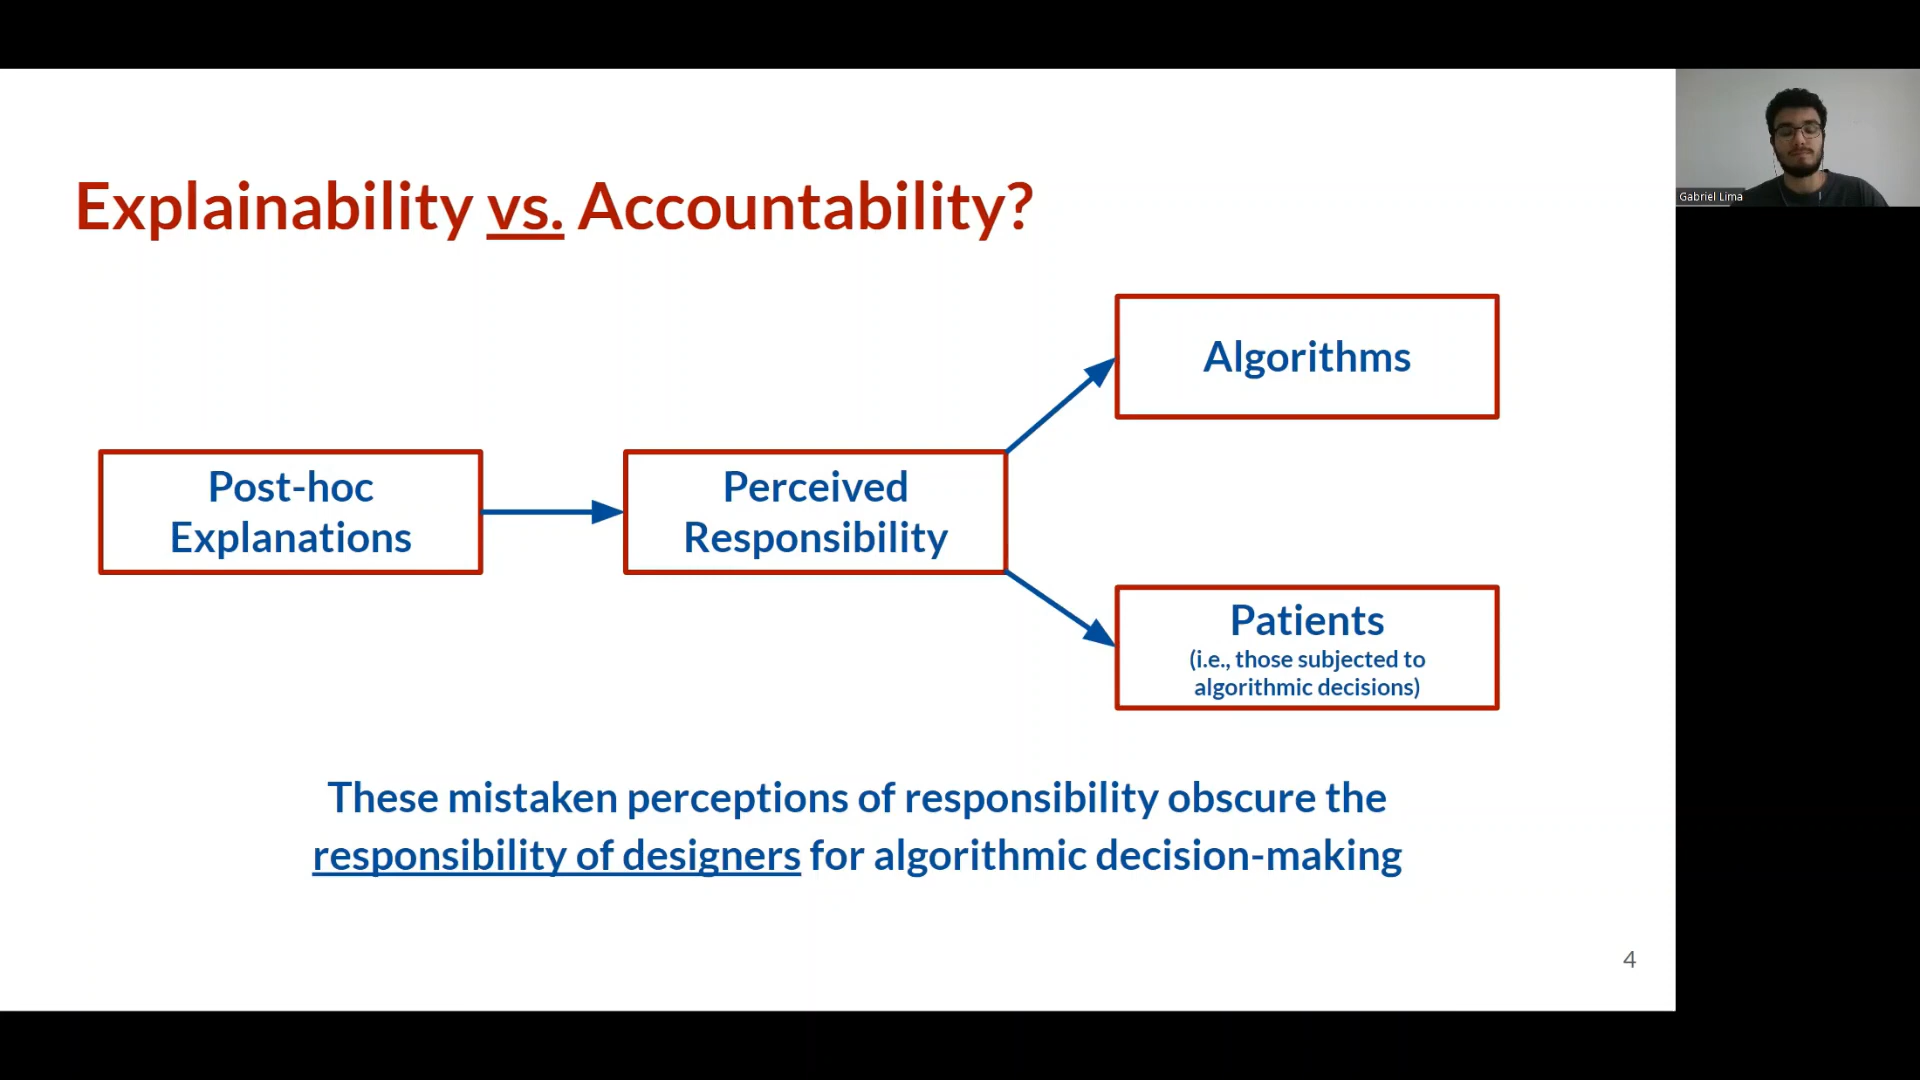 Explainability vs. Accountability?
Gabriel Lima
Algorithms
Post-hoc
Explanations
Perceived
Responsibility
Patients
(i.e., those subjected to
algorithmic decisions)
These mistaken perceptions of responsibility obscure the
responsibility of designers for algorithmic decision-making
4